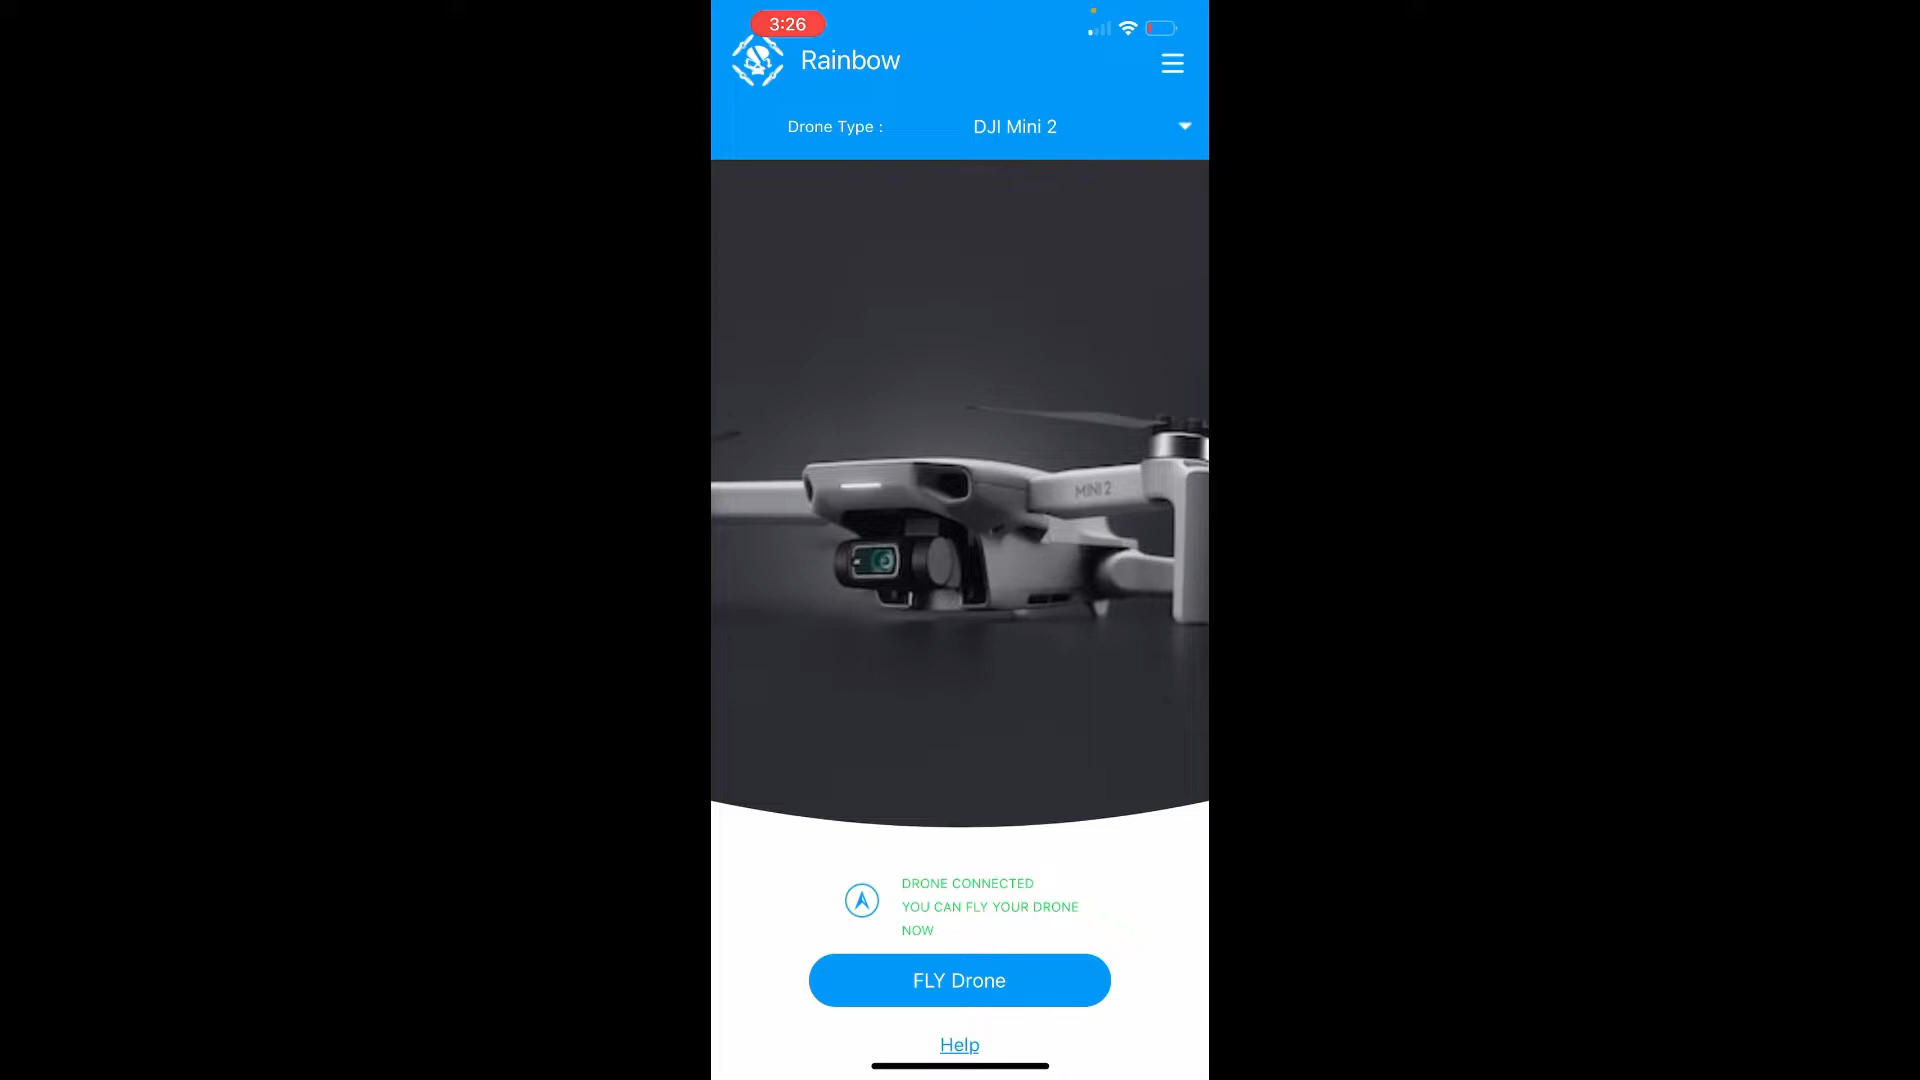 3:26
Rainbow
Drone Type :
DJI Mini 2
MINI 2
DRONE CONNECTED
YOU CAN FLY YOUR DRONE
NOW
FLY Drone
Help